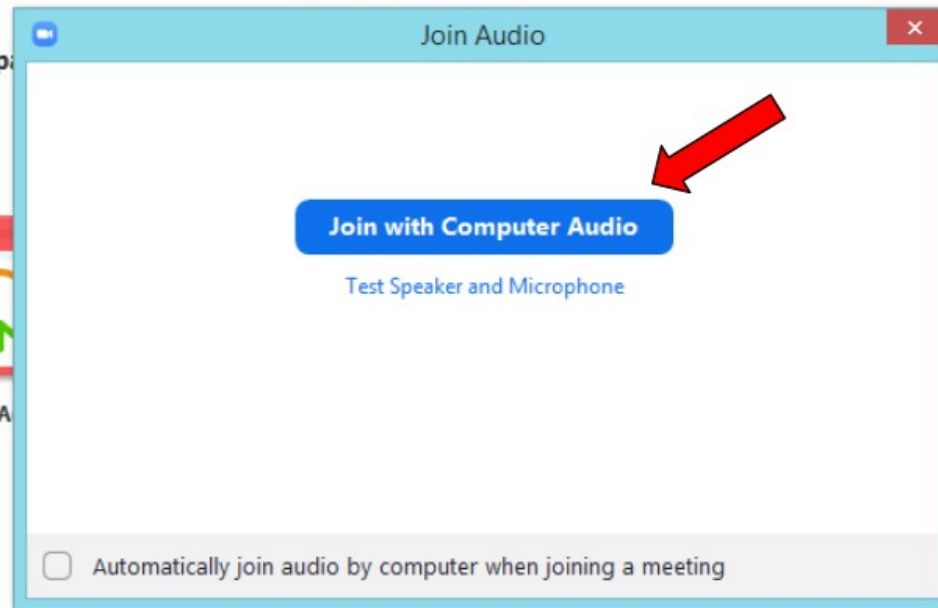 Join Audio
Join with Computer Audio
Test Speaker and Microphone
Automatically join audio by computer when joining a meeting